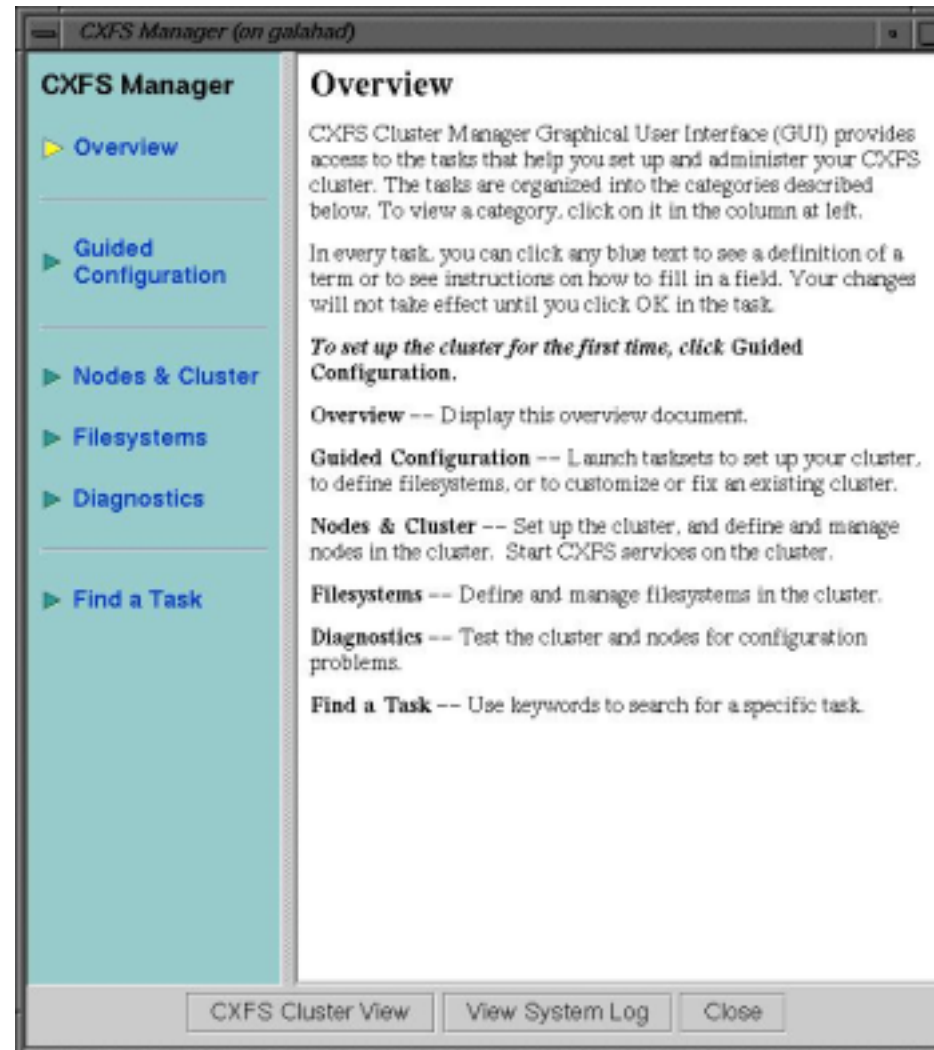 CXFS Manager (on galahad)
CXFS Manager
Overview
Guided
Configuration
Nodes & Cluster
Filesystems
Diagnostics
Find a Task
Overview
CXFS Cluster Manager Graphical User Interface (GUI) provides
access to the tasks that help you set up and administer your CXFS
cluster. The tasks are organized into the categories described
below. To view a category, click on it in the column at left.
In every task, you can click any blue text to see a definition of a
term or to see instructions on how to fill in a field. Your changes
will not take effect until you click OK in the task.
To set up the cluster for the first time, click Guided
Configuration.
Overview -- Display this overview document.
Guided Configuration -- Launch tasksets to set up your cluster,
to define filesystems, or to customize or fix an existing cluster.
Nodes & Cluster -- Set up the cluster, and define and manage
nodes in the cluster. Start CXFS services on the cluster.
Filesystems -- Define and manage filesystems in the cluster.
Diagnostics -- Test the cluster and nodes for configuration
problems.
Find a Task -- Use keywords to search for a specific task.
CXFS Cluster View
View System Log
Close